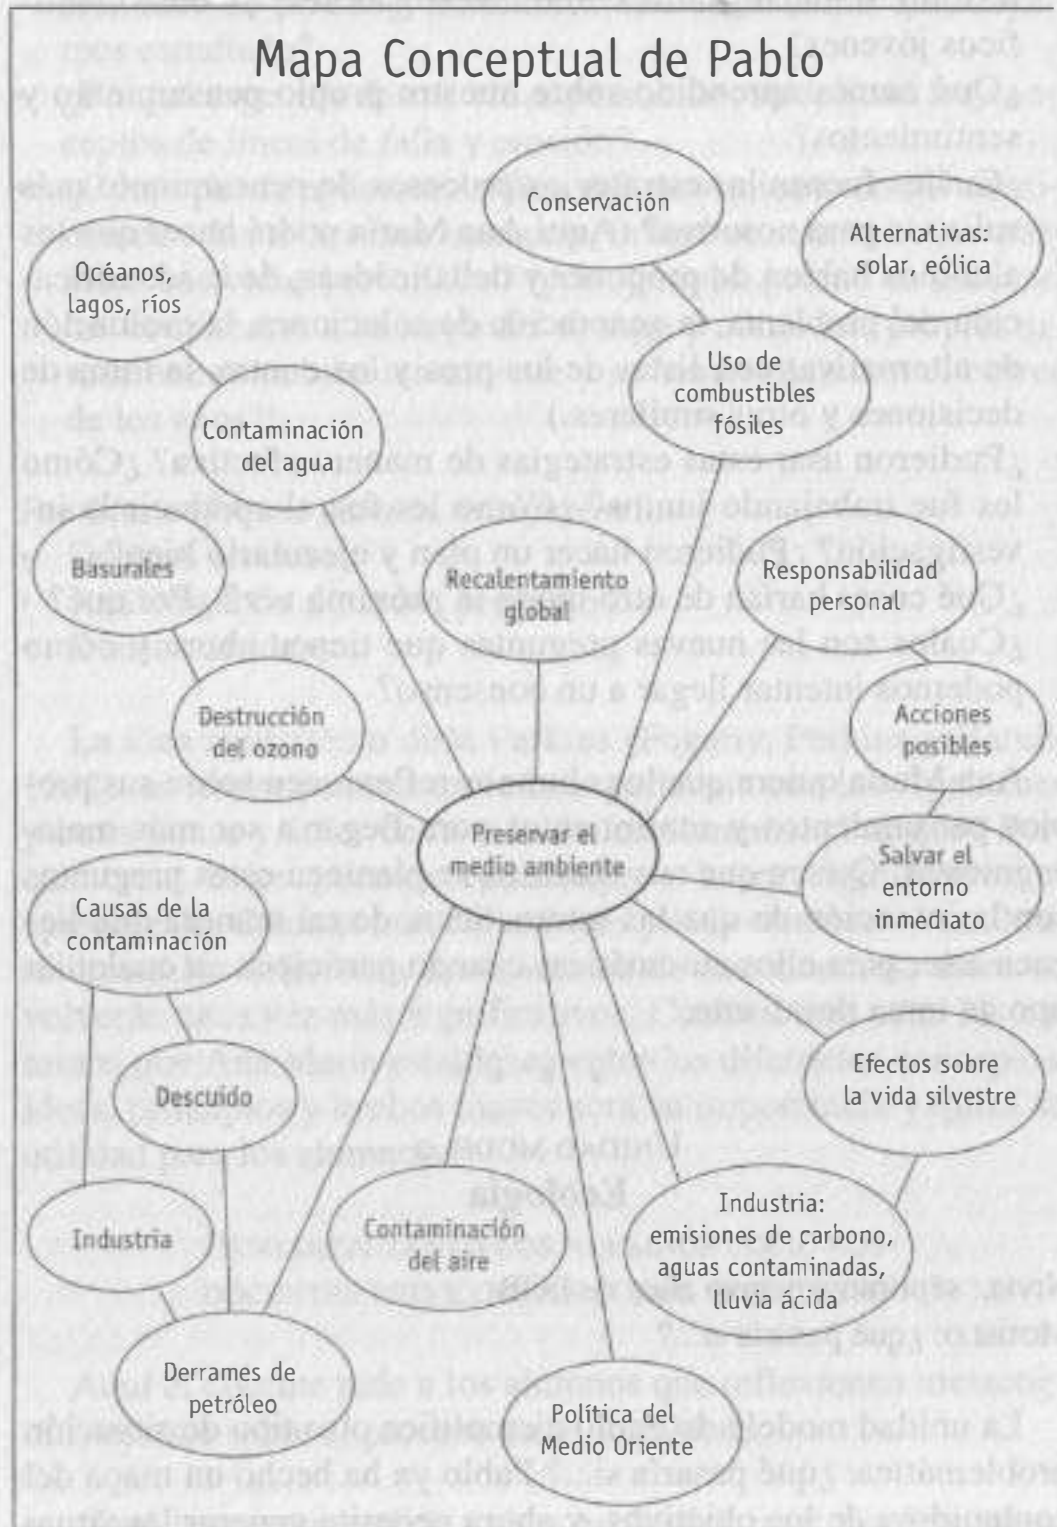 Mapa Conceptual de Pablo
Conservación
Alternativas:
solar, eólica
Océanos,
lagos, ríos
Uso de
combustibles
fósiles
Contaminación
del agua
Basurales
Recalentamiento
global
Responsabilidad
personal
Destrucción
del ozono
Acciones
posibles
Preservar el
medio ambiente
Salvar el
entorno
inmediato
Causas de la
contaminación
Descuido
Efectos sobre
la vida silvestre
Industria
Contaminación
del aire
Industria:
emisiones de carbono,
aguas contaminadas,
lluvia ácida
Derrames de
petróleo
Política del
Medio Oriente